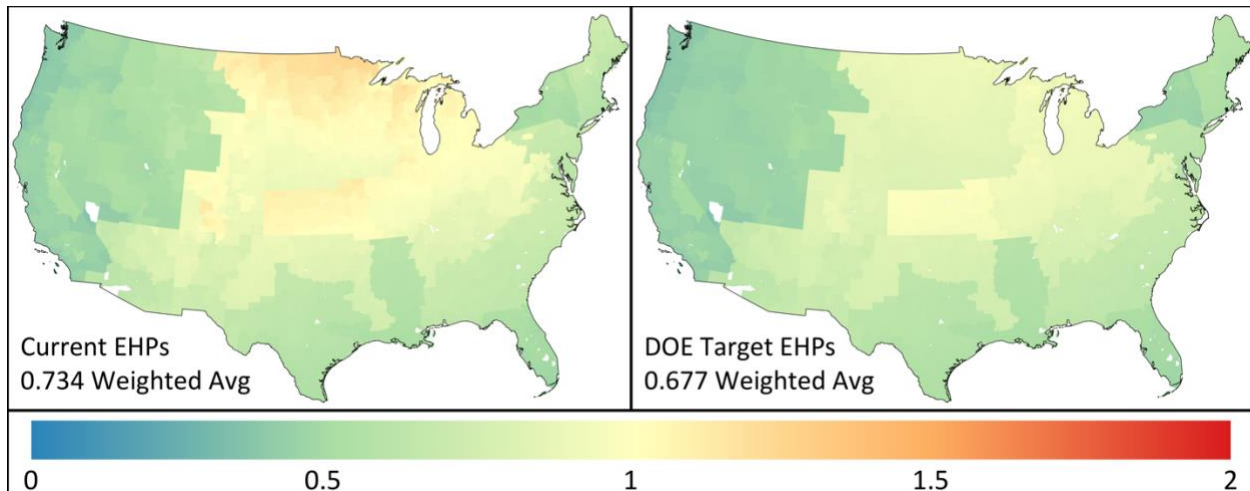 Current EHPs
0.734 Weighted Avg
DOE Target EHPs
0.677 Weighted Avg
0 0.5 1 1.5 2